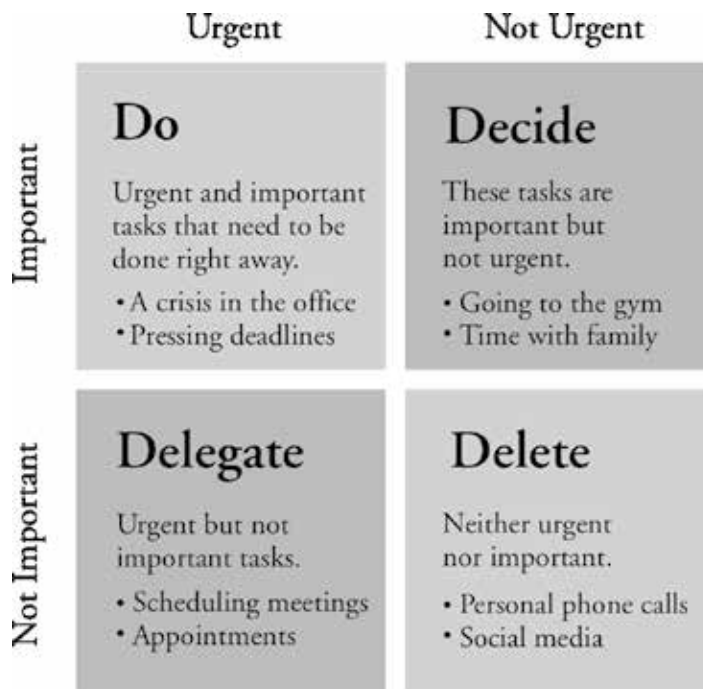 Urgent
Not Urgent
Important
Do
Urgent and important
tasks that need to be
done right away.
• A crisis in the office
• Pressing deadlines
Decide
These tasks are
important but
not urgent.
• Going to the gym
• Time with family
Not Important
Delegate
Urgent but not
important tasks.
• Scheduling meetings
• Appointments
Delete
Neither urgent
nor important.
• Personal phone calls
• Social media